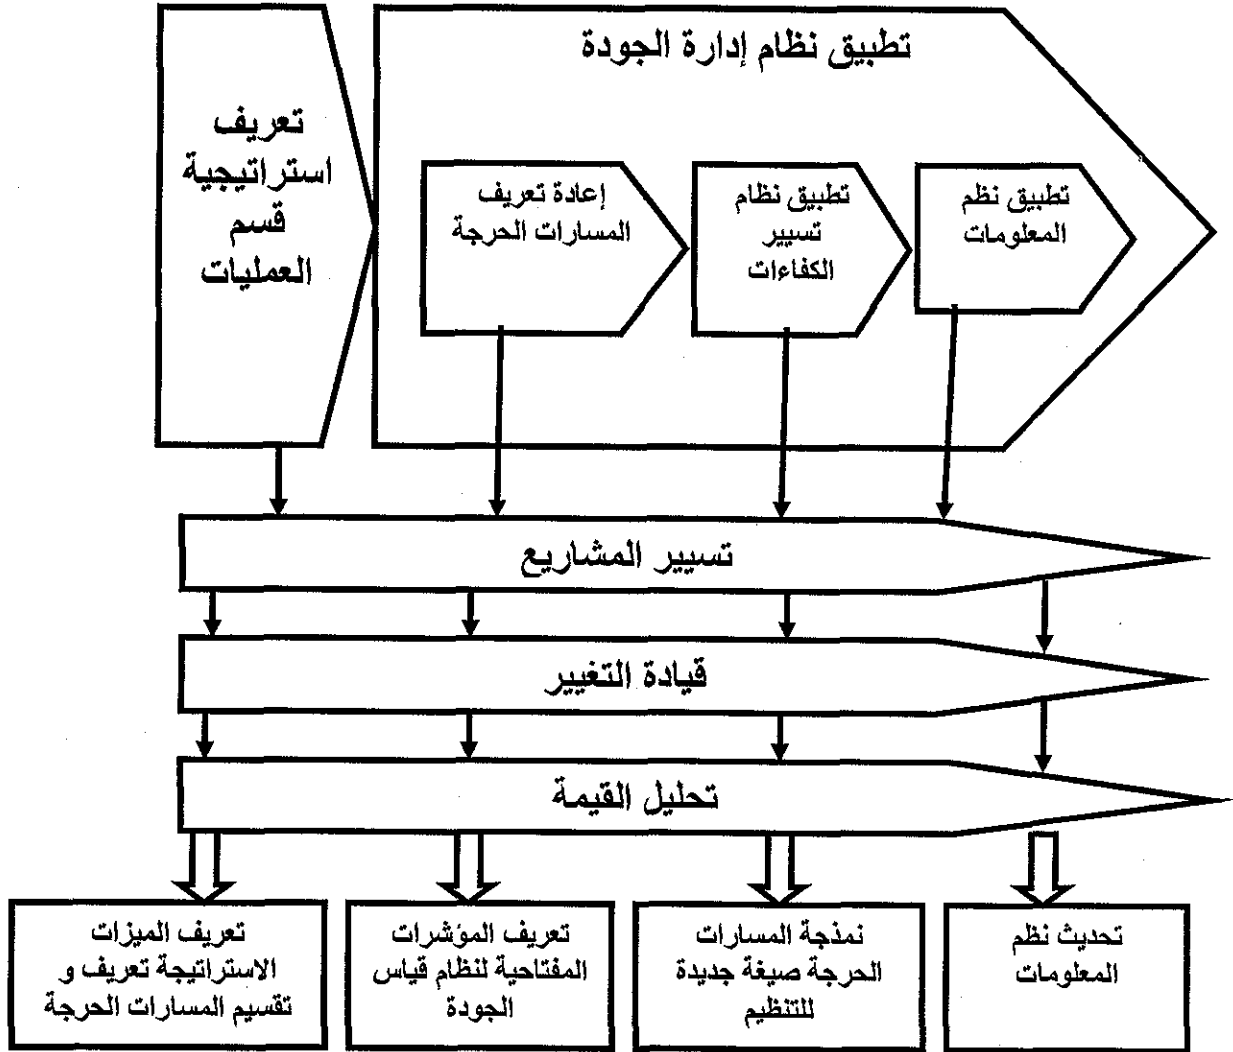 تطبيق نظام إدارة الجودة
تعريف
استراتيجية
قسم
العمليات
إعادة تعريف
المسارات الحرجة
تطبيق نظام
تسيير
الكفاءات
تطبيق نظم
المعلومات
تسيير المشاريع
قيادة التغيير
تحليل القيمة
تعريف الميزات
الاستراتيجة تعريف و
تقسيم المسارات الحرجة
تعريف المؤشرات
المفتاحية لنظام قياس
الجودة
نمذجة المسارات
الحرجة صيغة جديدة
للتنظيم
تحديث نظم
المعلومات